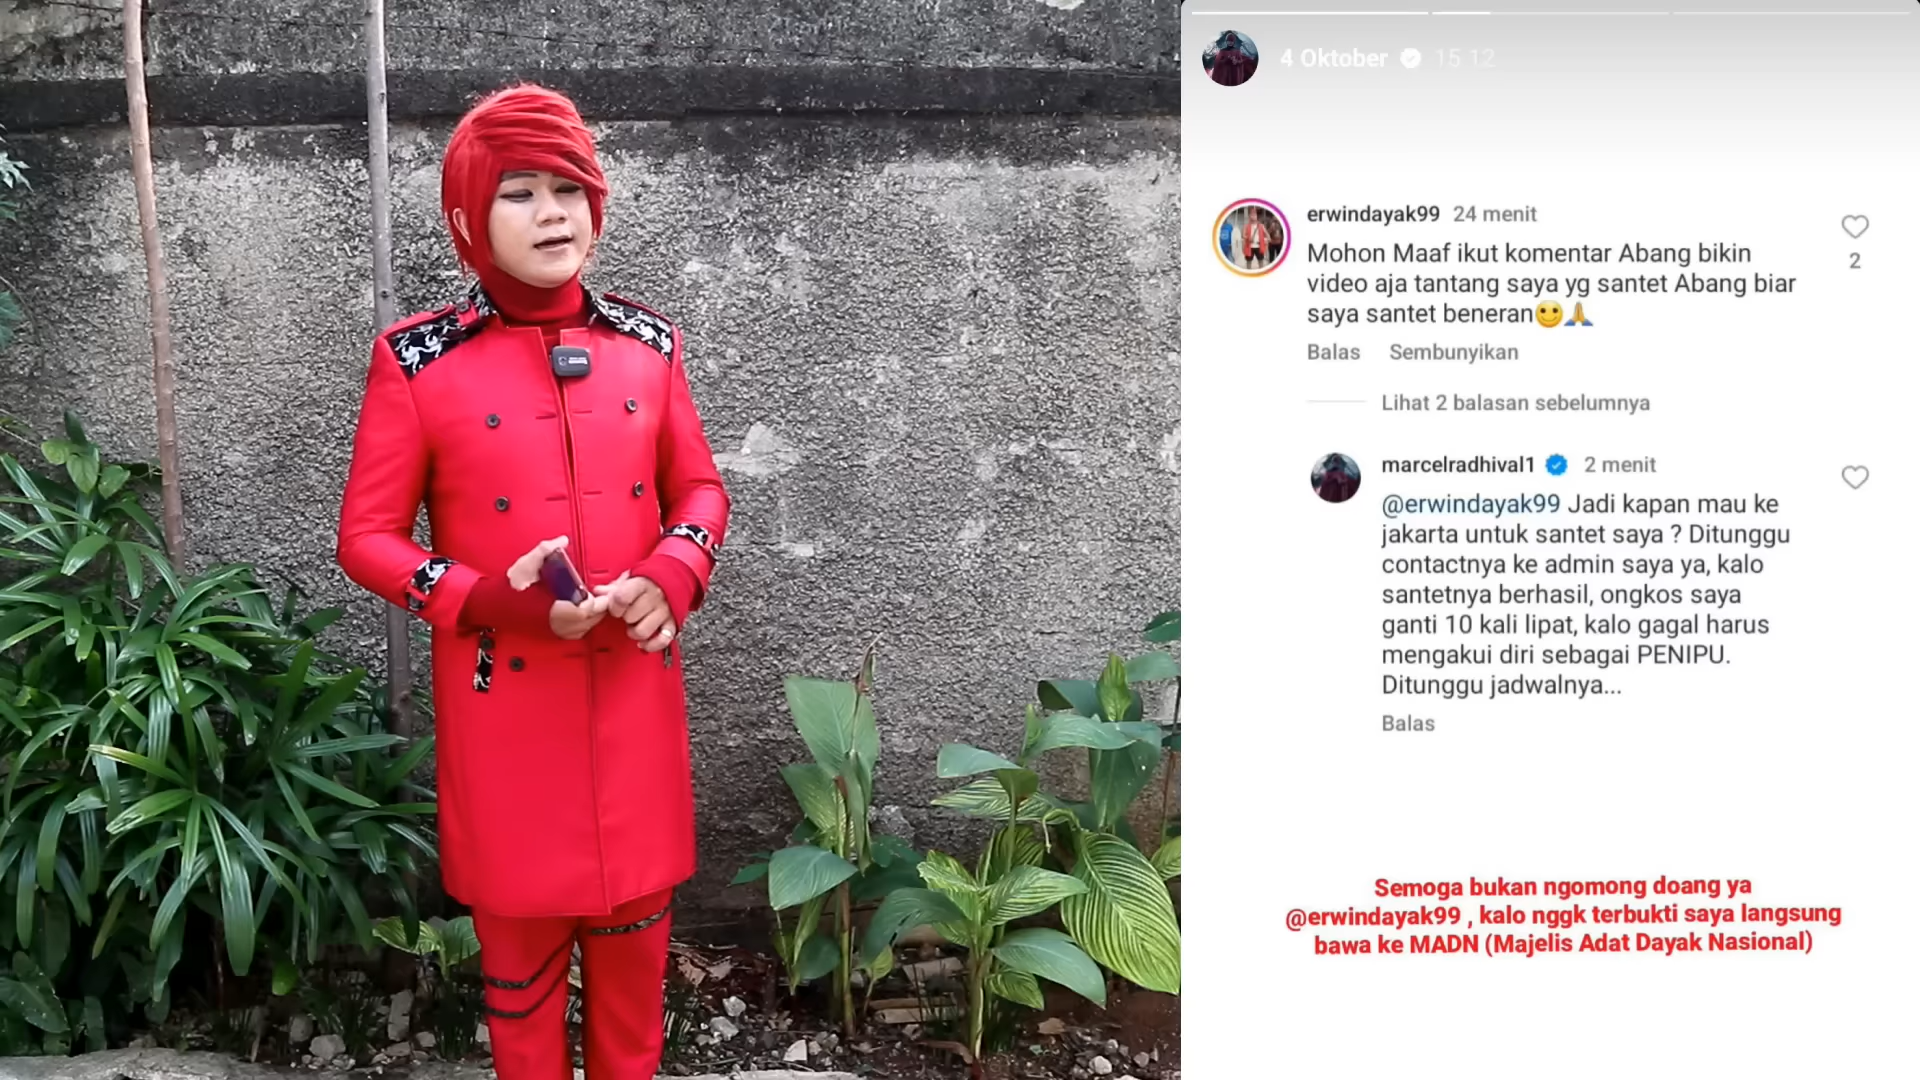 4 Oktober 15 12
erwindayak99 24 menit
Mohon Maaf ikut komentar Abang bikin
video aja tantang saya yg santet Abang biar
saya santet beneran🙂🙏
2
Balas Sembunyikan
Lihat 2 balasan sebelumnya
marcelradhival1 2 menit
@erwindayak99 Jadi kapan mau ke
jakarta untuk santet saya ? Ditunggu
contactnya ke admin saya ya, kalo
santetnya berhasil, ongkos saya
ganti 10 kali lipat, kalo gagal harus
mengakui diri sebagai PENIPU.
Ditunggu jadwalnya...
Balas
Semoga bukan ngomong doang ya
@erwindayak99 , kalo nggk terbukti saya langsung
bawa ke MADN (Majelis Adat Dayak Nasional)